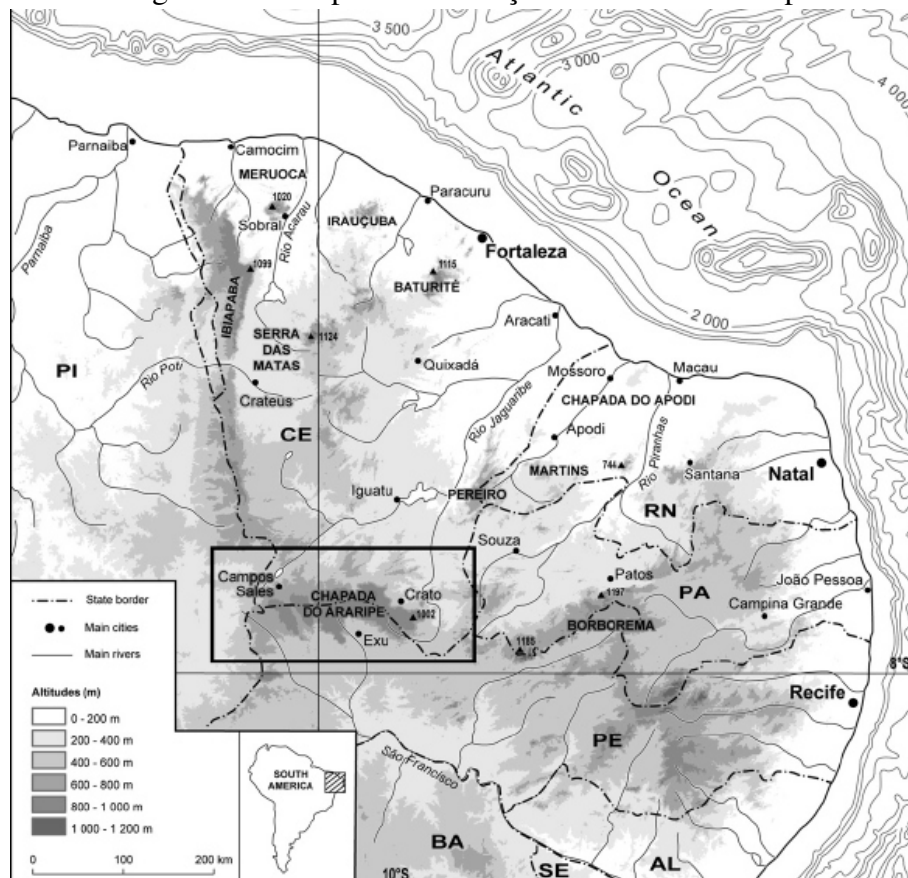 3 500
Atlantic
3 000
4 000
Ocean
Parnaiba
Camocim
MERUOCA
1020
Sobral
Rio Acarau
IRAUÇUBA
Paracuru
Fortaleza
Parnaiba
1099
IBIAPABA
1115
BATURITÉ
2 000
Aracati
SERRA
DAS
MATAS
1124
Quixadá
PI
Rio Poti
Crateús
Mossoro
Macau
CHAPADA DO APODI
Rio Jaguaribe
CE
Apodi
Rio Piranhas
MARTINS
744
Santana
Natal
Iguatu
PEREIRO
RN
Souza
Campos
Sales
CHAPADA
DO ARARIPE
Crato
1002
Exu
Patos
1197
PA
João Pessoa
Campina Grande
BORBOREMA
1185
8°S
Recife
PE
São Francisco
BA
10°S
SE
AL
State border
Main cities
Main rivers
Altitudes (m)
0 - 200 m
200 - 400 m
400 - 600 m
600 - 800 m
800 - 1 000 m
1 000 - 1 200 m
0 100 200 km
SOUTH
AMERICA